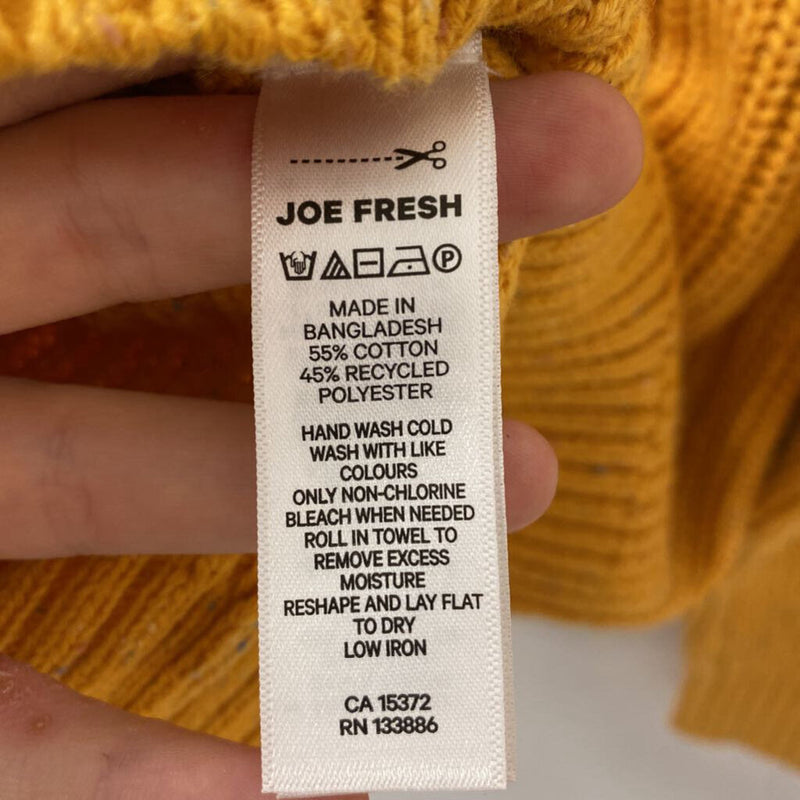 JOE FRESH
P
MADE IN
BANGLADESH
55% COTTON
45% RECYCLED
POLYESTER
HAND WASH COLD
WASH WITH LIKE
COLOURS
ONLY NON-CHLORINE
BLEACH WHEN NEEDED
ROLL IN TOWEL TO
REMOVE EXCESS
MOISTURE
RESHAPE AND LAY FLAT
TO DRY
LOW IRON
CA 15372
RN 133886